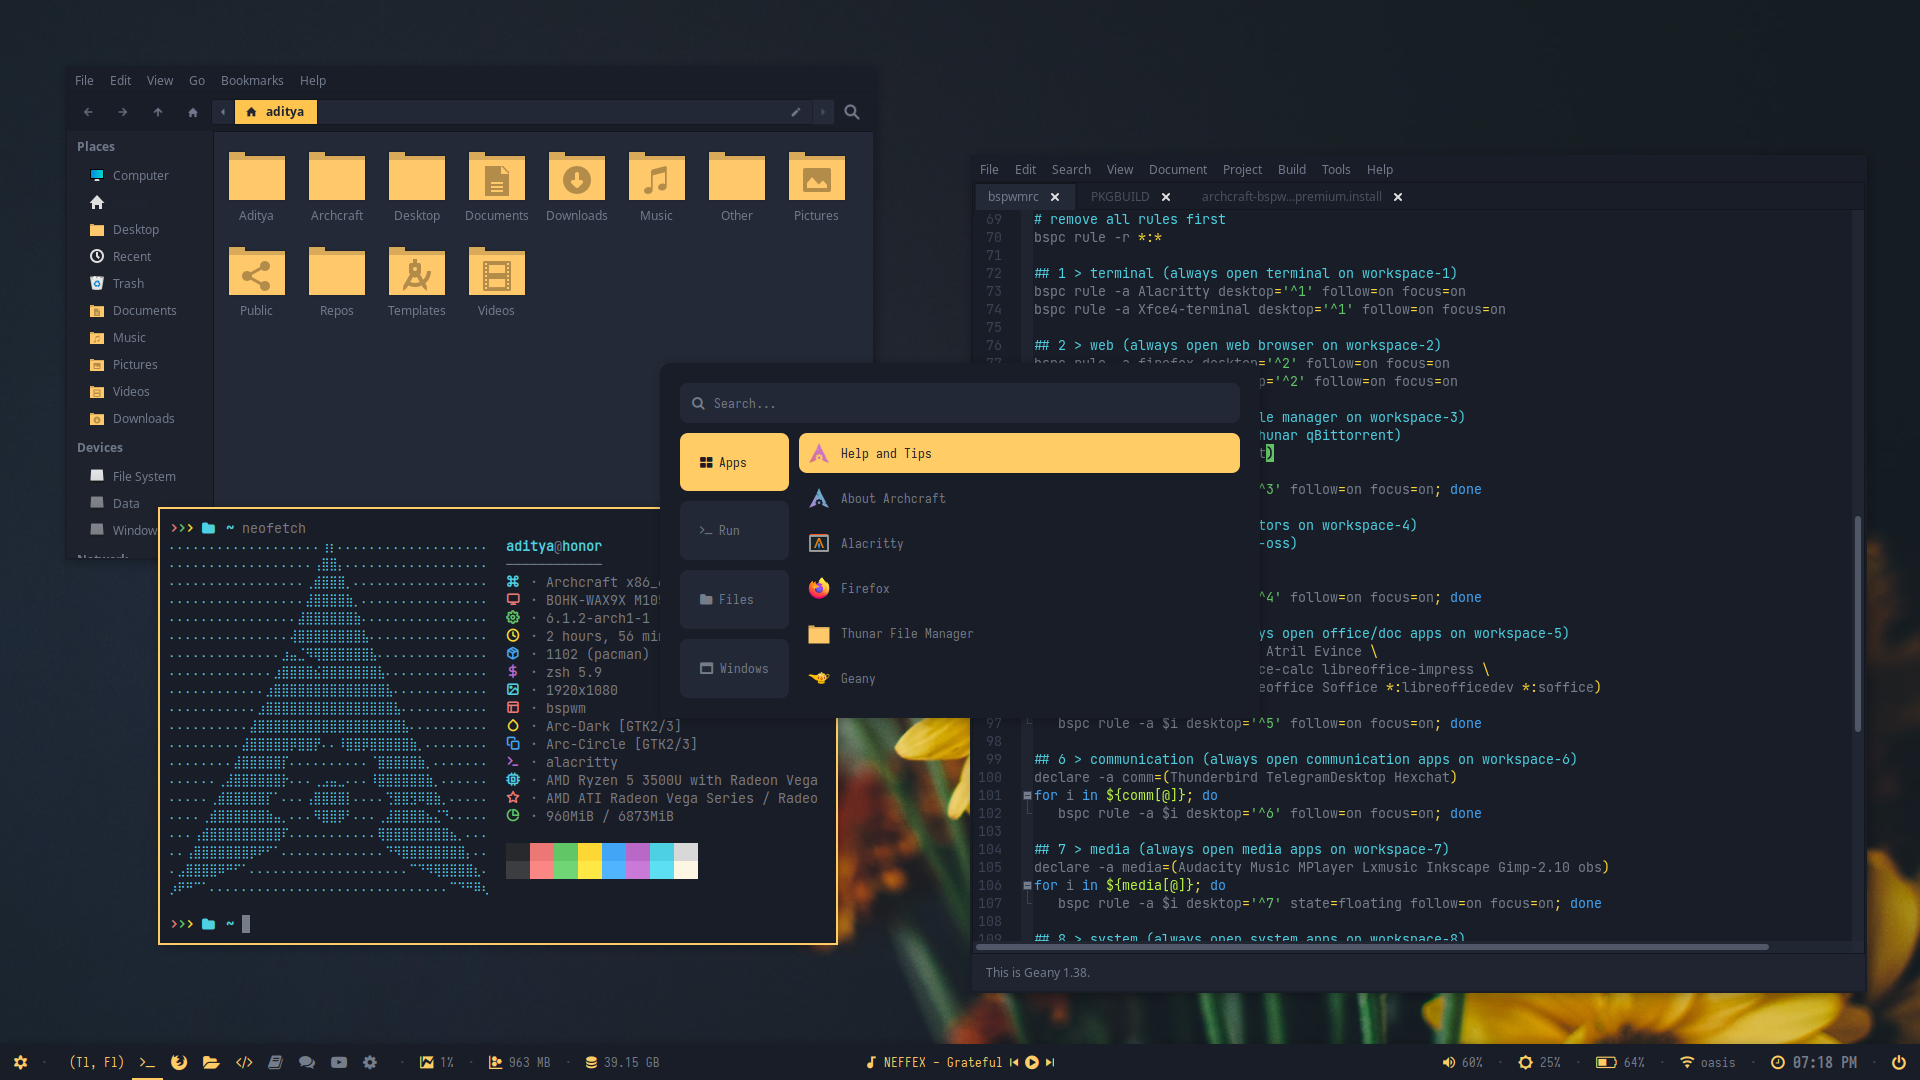 File Edit View Go Bookmarks Help
aditya
Places
Computer
Desktop
Recent
Trash
Documents
Music
Pictures
Videos
Downloads
Devices
File System
Data
Aditya Archcraft Desktop Documents Downloads Music Other Pictures
Public Repos Templates Videos
>>> ~ neofetch
aditya@honor
· Archcraft x86_
· BOHK-WAX9X M10
· 6.1.2-arch1-1
· 2 hours, 56 min
· 1102 (pacman)
· zsh 5.9
· 1920x1080
· bspwm
· Arc-Dark [GTK2/3]
· Arc-Circle [GTK2/3]
· alacritty
· AMD Ryzen 5 3500U with Radeon Vega
· AMD ATI Radeon Vega Series / Radeo
· 960MiB / 6873MiB
>>> ~
Search...
Apps
Run
Files
Windows
Help and Tips
About Archcraft
Alacritty
Firefox
Thunar File Manager
Geany
File Edit Search View Document Project Build Tools Help
bspwmrc PKGBUILD archcraft-bspw...premium.install
69 # remove all rules first
70 bspc rule -r *:*
71
72 ## 1 > terminal (always open terminal on workspace-1)
73 bspc rule -a Alacritty desktop='^1' follow=on focus=on
74 bspc rule -a Xfce4-terminal desktop='^1' follow=on focus=on
75
76 ## 2 > web (always open web browser on workspace-2)
77 bspc rule -a firefox desktop='^2' follow=on focus=on
p='^2' follow=on focus=on
le manager on workspace-3)
hunar qBittorrent)
t)
^3' follow=on focus=on; done
tors on workspace-4)
-oss)
^4' follow=on focus=on; done
ys open office/doc apps on workspace-5)
Atril Evince \
ce-calc libreoffice-impress \
eoffice Soffice *:libreofficedev *:soffice)
97 bspc rule -a $i desktop='^5' follow=on focus=on; done
98
99 ## 6 > communication (always open communication apps on workspace-6)
100 declare -a comm=(Thunderbird TelegramDesktop Hexchat)
101 for i in ${comm[@]}; do
102 bspc rule -a $i desktop='^6' follow=on focus=on; done
103
104 ## 7 > media (always open media apps on workspace-7)
105 declare -a media=(Audacity Music MPlayer Lxmusic Inkscape Gimp-2.10 obs)
106 for i in ${media[@]}; do
107 bspc rule -a $i desktop='^7' state=floating follow=on focus=on; done
108
109 ## 8 > system (always open system apps on workspace-8)
This is Geany 1.38.
(Tl, Fl) 1% 963 MB 39.15 GB NEFFEX - Grateful 60% 25% 64% oasis 07:18 PM